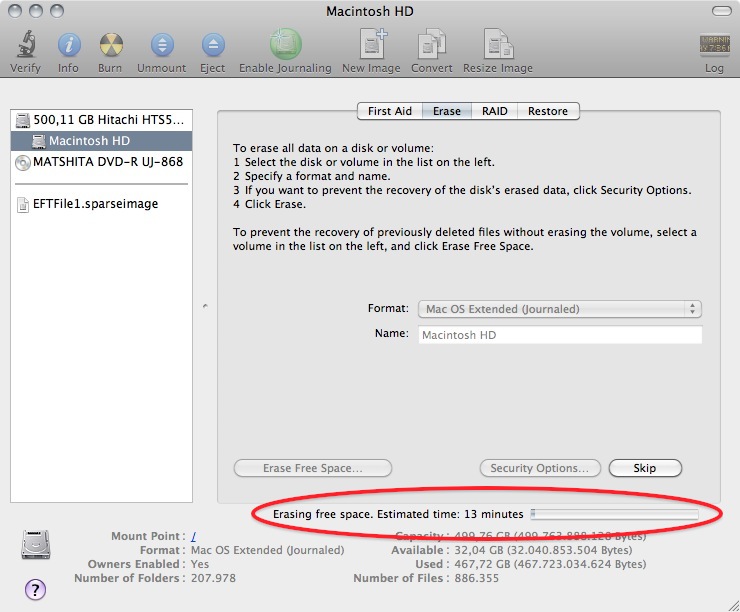 Macintosh HD
Verify Info Burn Unmount Eject Enable Journaling New Image Convert Resize Image Log
500,11 GB Hitachi HTS5...
Macintosh HD
MATSHITA DVD-R UJ-868
EFTFile1.sparseimage
First Aid Erase RAID Restore
To erase all data on a disk or volume:
1 Select the disk or volume in the list on the left.
2 Specify a format and name.
3 If you want to prevent the recovery of the disk's erased data, click Security Options.
4 Click Erase.
To prevent the recovery of previously deleted files without erasing the volume, select a
volume in the list on the left, and click Erase Free Space.
Format: Mac OS Extended (Journaled)
Name: Macintosh HD
Erase Free Space... Security Options... Skip
Erasing free space. Estimated time: 13 minutes
Mount Point : / Capacity : 499,76 GB (499.763.888.128 Bytes)
Format : Mac OS Extended (Journaled) Available : 32,04 GB (32.040.853.504 Bytes)
Owners Enabled : Yes Used : 467,72 GB (467.723.034.624 Bytes)
Number of Folders : 207.978 Number of Files : 886.355
?